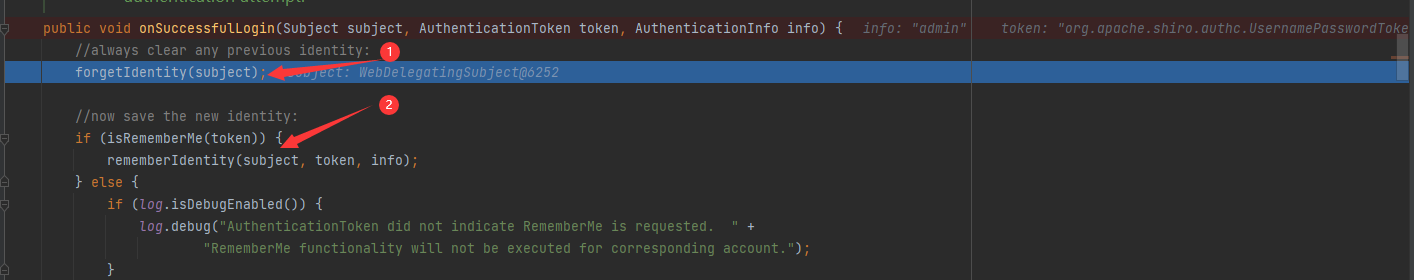 authentication attempt.
public void onSuccessfulLogin(Subject subject, AuthenticationToken token, AuthenticationInfo info) { info: "admin" token: "org.apache.shiro.authc.UsernamePasswordToke
//always clear any previous identity: 1
forgetIdentity(subject); subject: WebDelegatingSubject@6252
2
//now save the new identity:
if (isRememberMe(token)) {
rememberIdentity(subject, token, info);
} else {
if (log.isDebugEnabled()) {
log.debug("AuthenticationToken did not indicate RememberMe is requested.  " +
"RememberMe functionality will not be executed for corresponding account.");
}